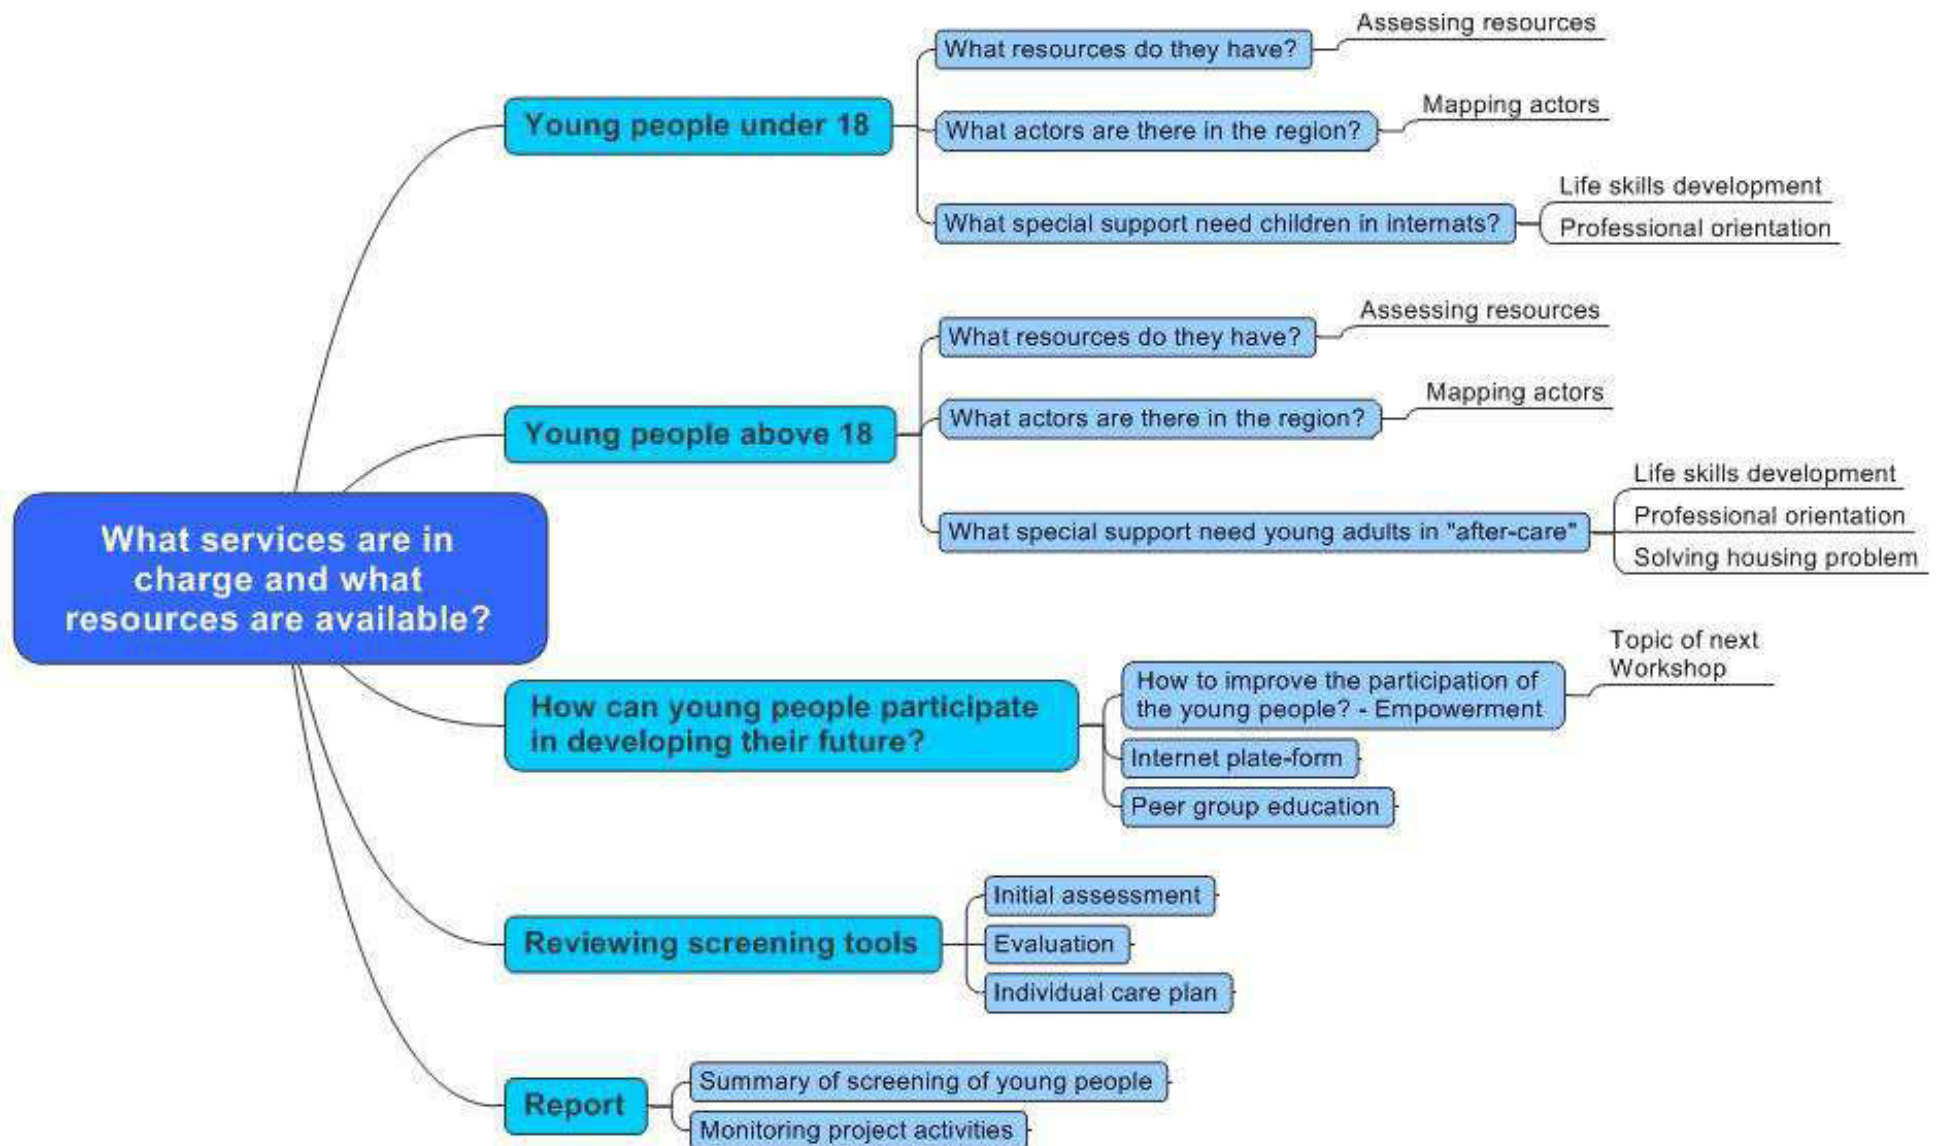 What services are in
charge and what
resources are available?
Young people under 18
What resources do they have?
Assessing resources
What actors are there in the region?
Mapping actors
What special support need children in internats?
Life skills development
Professional orientation
Young people above 18
What resources do they have?
Assessing resources
What actors are there in the region?
Mapping actors
What special support need young adults in "after-care"
Life skills development
Professional orientation
Solving housing problem
How can young people participate
in developing their future?
How to improve the participation of
the young people? - Empowerment
Topic of next
Workshop
Internet plate-form
Peer group education
Reviewing screening tools
Initial assessment
Evaluation
Individual care plan
Report
Summary of screening of young people
Monitoring project activities